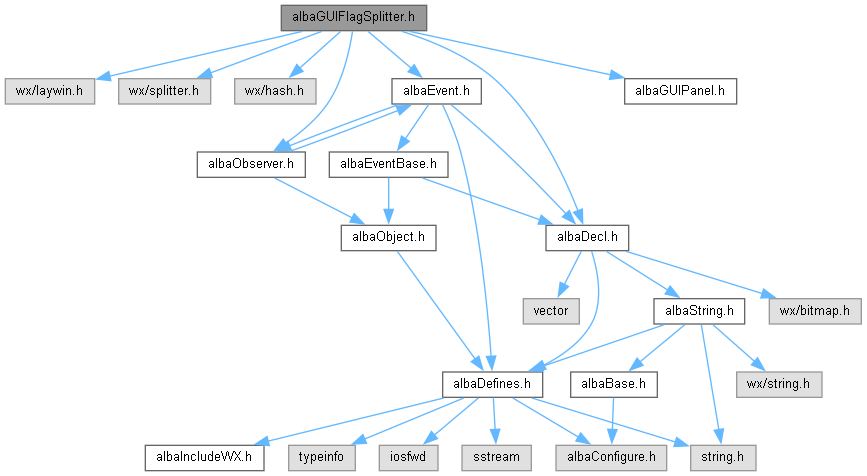 albaGUIFlagSplitter.h
wx/laywin.h
wx/splitter.h
wx/hash.h
albaEvent.h
albaGUIPanel.h
albaObserver.h
albaEventBase.h
albaObject.h
albaDecl.h
vector
albaString.h
wx/bitmap.h
albaDefines.h
albaBase.h
wx/string.h
albaIncludeWX.h
typeinfo
iosfwd
sstream
albaConfigure.h
string.h